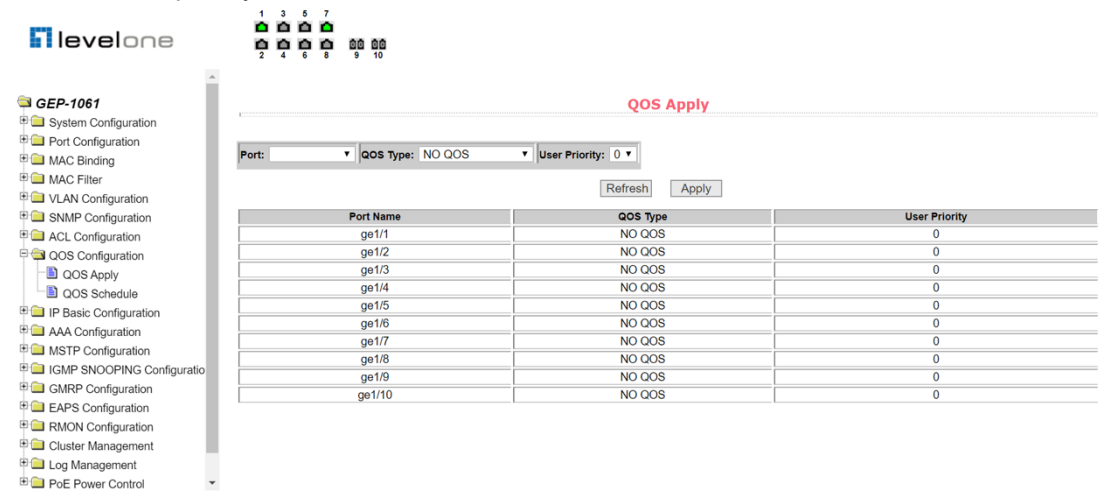 1 3 5 7
levelone
2 4 6 8 9 10
GEP-1061
System Configuration
Port Configuration
MAC Binding
MAC Filter
VLAN Configuration
SNMP Configuration
ACL Configuration
QOS Configuration
QOS Apply
QOS Schedule
IP Basic Configuration
AAA Configuration
MSTP Configuration
IGMP SNOOPING Configuratio
GMRP Configuration
EAPS Configuration
RMON Configuration
Cluster Management
Log Management
PoE Power Control
QOS Apply
Port: QOS Type: NO QOS User Priority: 0
Refresh Apply
Port Name QOS Type User Priority
ge1/1 NO QOS 0
ge1/2 NO QOS 0
ge1/3 NO QOS 0
ge1/4 NO QOS 0
ge1/5 NO QOS 0
ge1/6 NO QOS 0
ge1/7 NO QOS 0
ge1/8 NO QOS 0
ge1/9 NO QOS 0
ge1/10 NO QOS 0